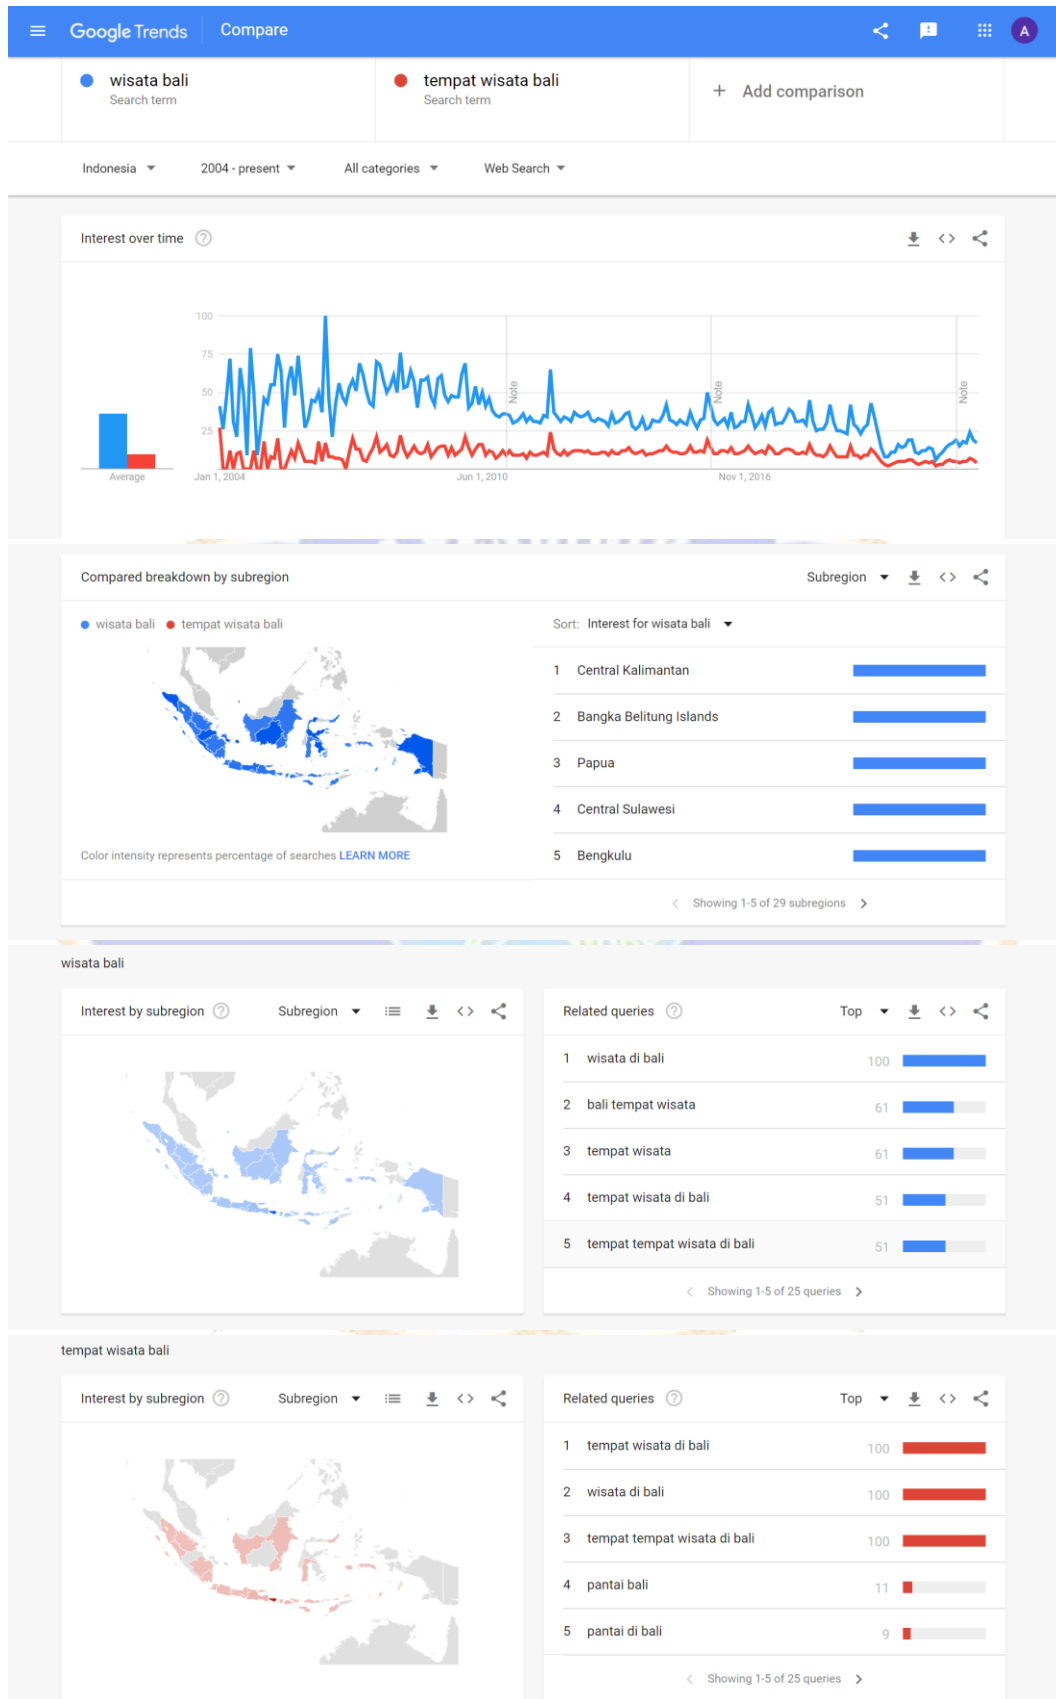 Google Trends Compare A
wisata bali
Search term
tempat wisata bali
Search term
+ Add comparison
Indonesia 2004 - present All categories Web Search
Interest over time
100
75
50
25
Note
Note
Note
Average
Jan 1, 2004
Jun 1, 2010
Nov 1, 2016
Compared breakdown by subregion
Subregion
wisata bali tempat wisata bali
Sort: Interest for wisata bali
1 Central Kalimantan
2 Bangka Belitung Islands
3 Papua
4 Central Sulawesi
5 Bengkulu
Color intensity represents percentage of searches LEARN MORE
Showing 1-5 of 29 subregions
wisata bali
Interest by subregion
Subregion
Related queries
Top
1 wisata di bali 100
2 bali tempat wisata 61
3 tempat wisata 61
4 tempat wisata di bali 51
5 tempat tempat wisata di bali 51
Showing 1-5 of 25 queries
tempat wisata bali
Interest by subregion
Subregion
Related queries
Top
1 tempat wisata di bali 100
2 wisata di bali 100
3 tempat tempat wisata di bali 100
4 pantai bali 11
5 pantai di bali 9
Showing 1-5 of 25 queries